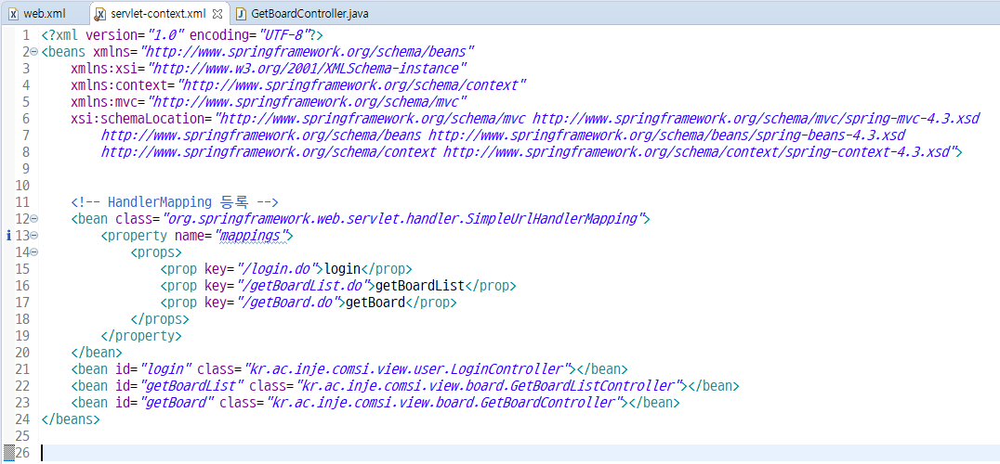 web.xml
servlet-context.xml
GetBoardController.java
1 <?xml version="1.0" encoding="UTF-8"?>
2 <beans xmlns="http://www.springframework.org/schema/beans"
3     xmlns:xsi="http://www.w3.org/2001/XMLSchema-instance"
4     xmlns:context="http://www.springframework.org/schema/context"
5     xmlns:mvc="http://www.springframework.org/schema/mvc"
6     xsi:schemaLocation="http://www.springframework.org/schema/mvc http://www.springframework.org/schema/mvc/spring-mvc-4.3.xsd
7         http://www.springframework.org/schema/beans http://www.springframework.org/schema/beans/spring-beans-4.3.xsd
8         http://www.springframework.org/schema/context http://www.springframework.org/schema/context/spring-context-4.3.xsd">
9
10
11     <!-- HandlerMapping 등록 -->
12     <bean class="org.springframework.web.servlet.handler.SimpleUrlHandlerMapping">
13         <property name="mappings">
14             <props>
15                 <prop key="/login.do">login</prop>
16                 <prop key="/getBoardList.do">getBoardList</prop>
17                 <prop key="/getBoard.do">getBoard</prop>
18             </props>
19         </property>
20     </bean>
21     <bean id="login" class="kr.ac.inje.comsi.view.user.LoginController"></bean>
22     <bean id="getBoardList" class="kr.ac.inje.comsi.view.board.GetBoardListController"></bean>
23     <bean id="getBoard" class="kr.ac.inje.comsi.view.board.GetBoardController"></bean>
24 </beans>
25
26